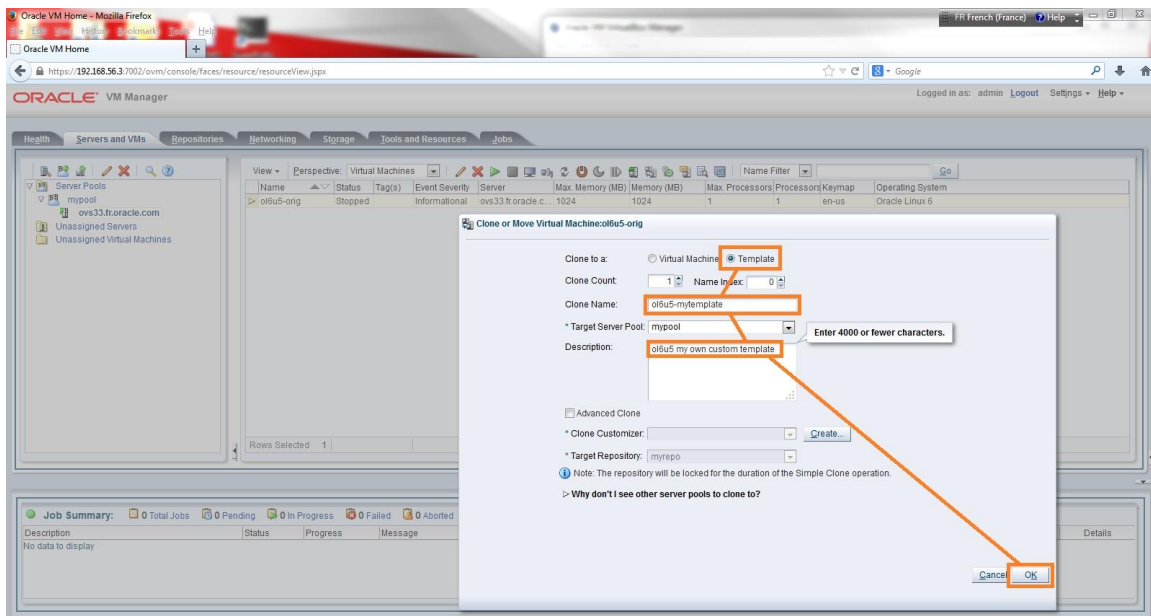 Oracle VM Home - Mozilla Firefox
FR French (France) Help
History Bookmarks Tools Help
Oracle VM Home +
https://192.168.56.3:7002/ovm/console/faces/resource/resourceView.jspx
Google
ORACLE VM Manager
Logged in as: admin Logout Settings Help
Health Servers and VMs Repositories Networking Storage Tools and Resources Jobs
View Perspective: Virtual Machines Name Filter Go
Server Pools
mypool
ovs33.fr.oracle.com
Unassigned Servers
Unassigned Virtual Machines
Name Status Tag(s) Event Severity Server Max. Memory (MB) Memory (MB) Max. Processors Processors Keymap Operating System
ol6u5-orig Stopped Informational ovs33.fr.oracle.c... 1024 1024 1 1 en-us Oracle Linux 6
Rows Selected 1
Clone or Move Virtual Machine:ol6u5-orig
Clone to a: Virtual Machine Template
Clone Count: 1 Name Index: 0
Clone Name: ol6u5-mytemplate
* Target Server Pool: mypool
Enter 4000 or fewer characters.
Description: ol6u5 my own custom template
Advanced Clone
* Clone Customizer: Create...
* Target Repository: myrepo
Note: The repository will be locked for the duration of the Simple Clone operation.
Why don't I see other server pools to clone to?
Cancel OK
Job Summary: 0 Total Jobs 0 Pending 0 In Progress 0 Failed 0 Aborted
Description Status Progress Message Details
No data to display